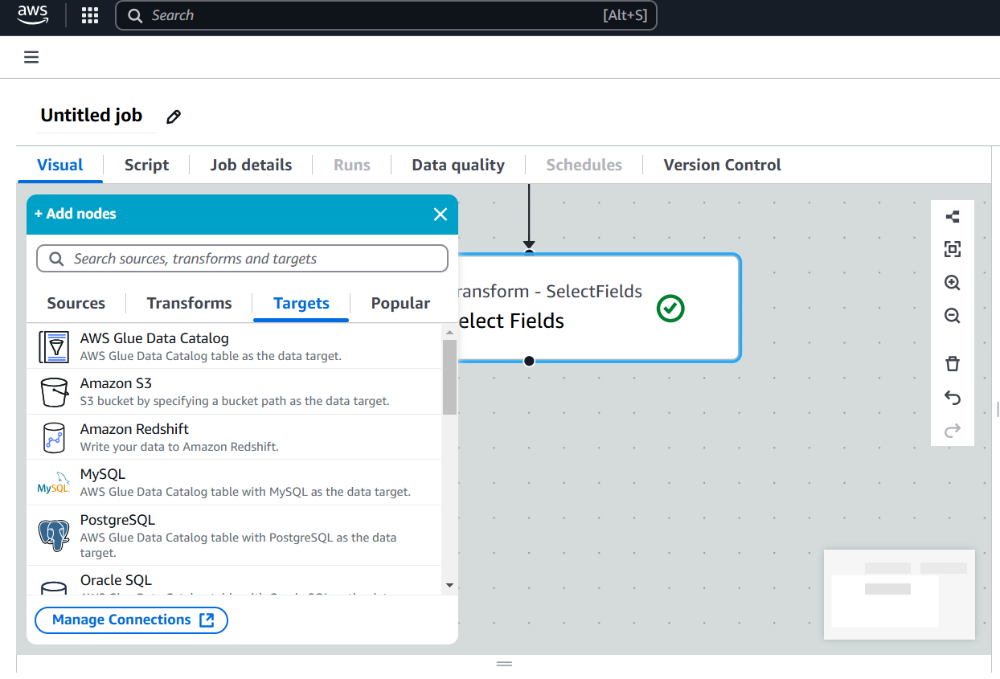 aws
Search [Alt+S]
Untitled job
Visual Script Job details Runs Data quality Schedules Version Control
+ Add nodes
Search sources, transforms and targets
Sources Transforms Targets Popular
AWS Glue Data Catalog
AWS Glue Data Catalog table as the data target.
Amazon S3
S3 bucket by specifying a bucket path as the data target.
Amazon Redshift
Write your data to Amazon Redshift.
MySQL
MySQL
AWS Glue Data Catalog table with MySQL as the data target.
PostgreSQL
AWS Glue Data Catalog table with PostgreSQL as the data
target.
Oracle SQL
Manage Connections
ransform - SelectFields
elect Fields